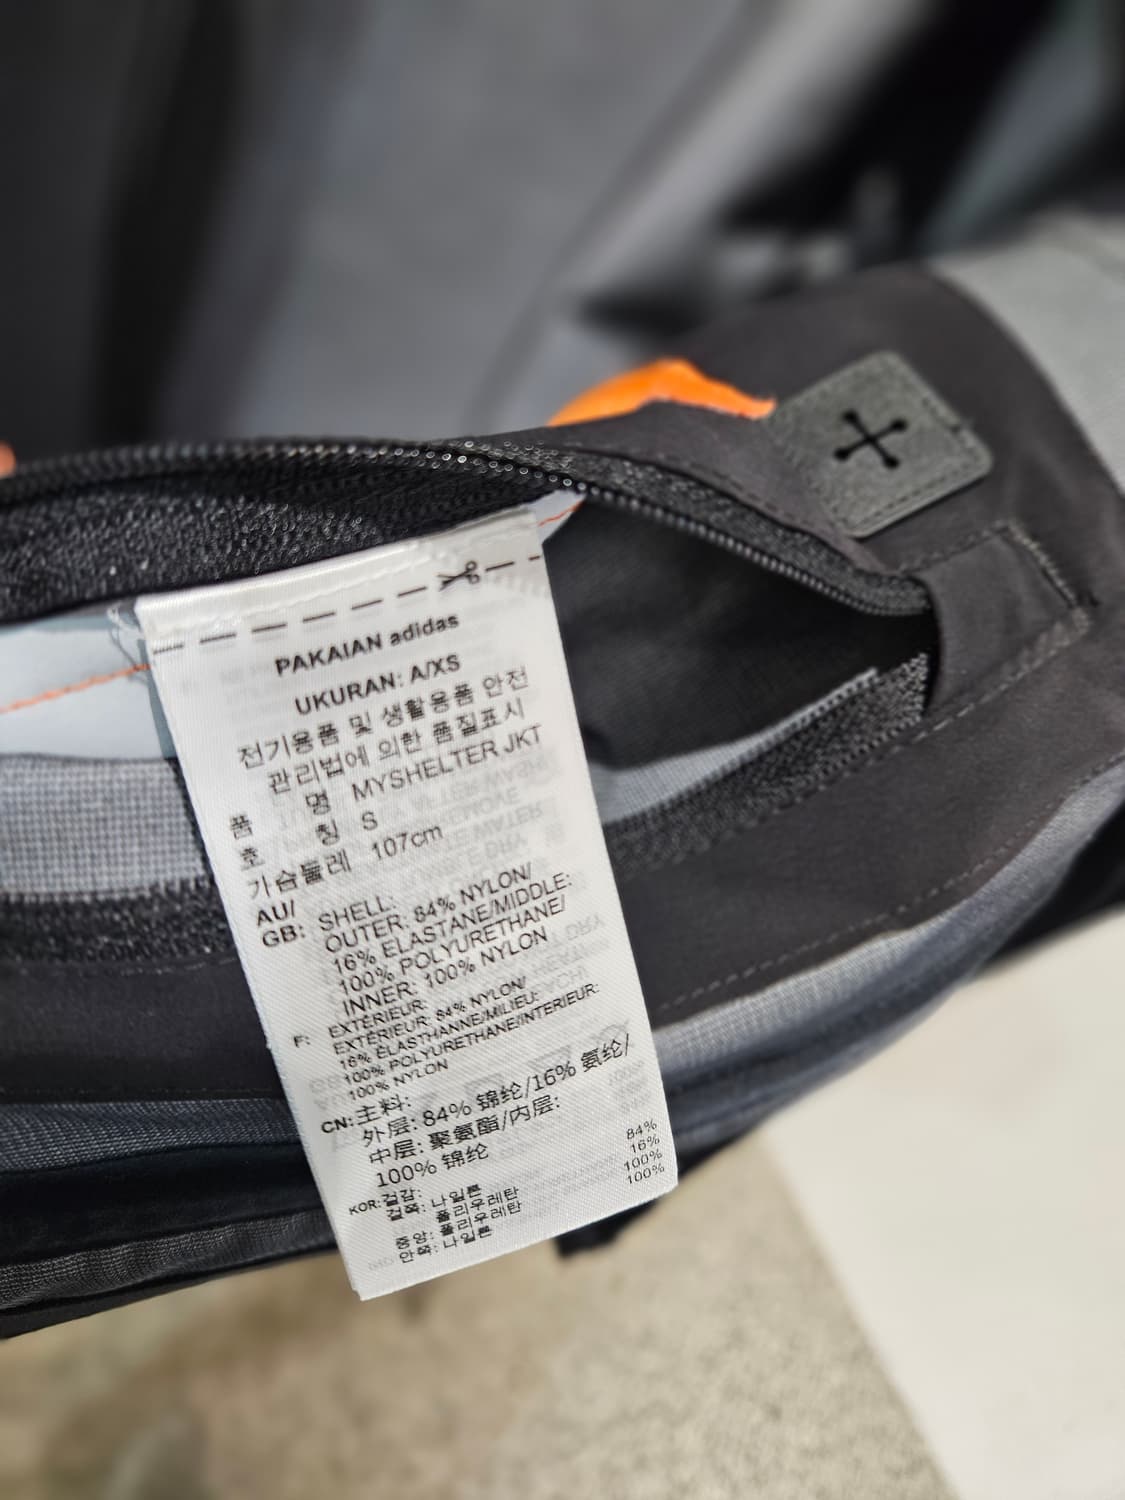 PAKAIAN adidas
UKURAN: A/XS
전기용품 및 생활용품 안전
관리법에 의한 품질표시
품 명 MYSHELTER JKT
호 칭 S
가슴둘레 107cm
AU/
GB: SHELL:
OUTER: 84% NYLON/
16% ELASTANE/MIDDLE:
100% POLYURETHANE/
INNER: 100% NYLON
F: EXTÉRIEUR:
EXTÉRIEUR: 84% NYLON/
16% ÉLASTHANNE/MILIEU:
100% POLYURETHANE/INTERIEUR:
100% NYLON
CN: 主料:
外层: 84% 锦纶/16% 氨纶/
中层: 聚氨酯/内层:
100% 锦纶
KOR: 겉감:
겉쪽: 나일론 84%
폴리우레탄 16%
중앙: 폴리우레탄 100%
안쪽: 나일론 100%